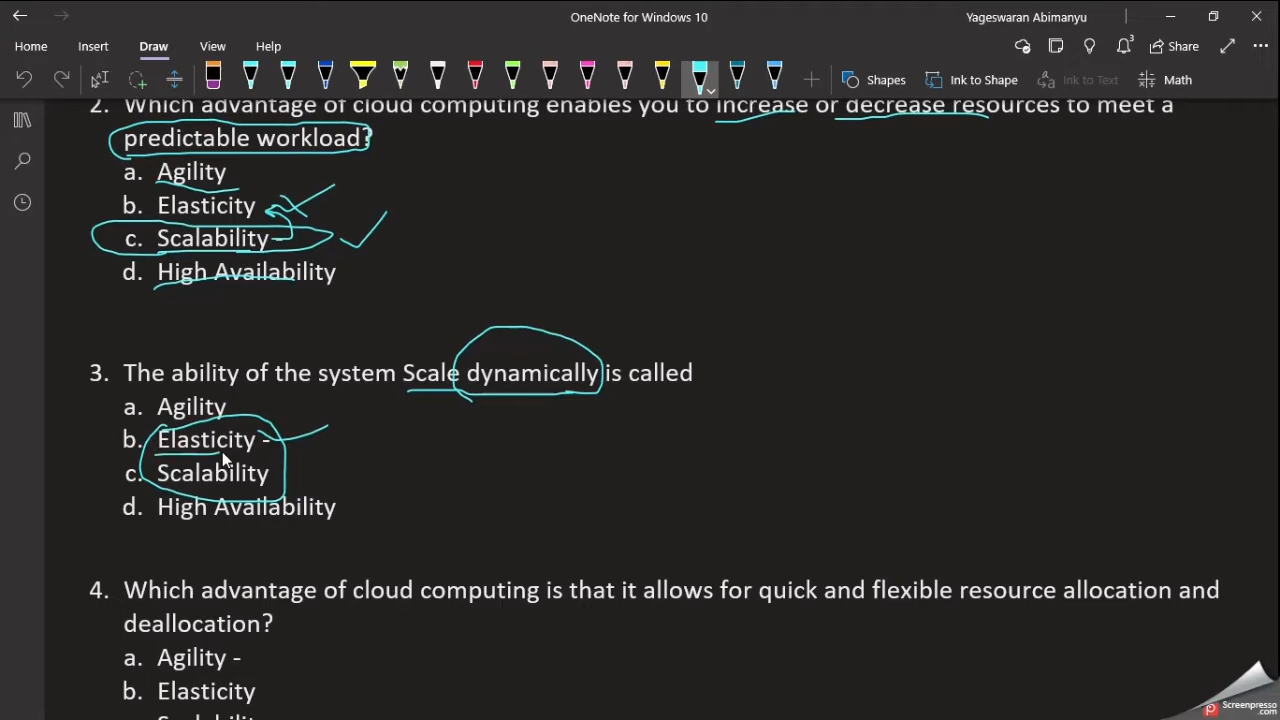 OneNote for Windows 10
Yageswaran Abimanyu
Home Insert Draw View Help
3
Share
Shapes Ink to Shape Ink to Text Math
2. Which advantage of cloud computing enables you to increase or decrease resources to meet a
predictable workload?
a. Agility
b. Elasticity
c. Scalability-
d. High Availability
3. The ability of the system Scale dynamically is called
a. Agility
b. Elasticity -
c. Scalability
d. High Availability
4. Which advantage of cloud computing is that it allows for quick and flexible resource allocation and
deallocation?
a. Agility -
b. Elasticity
Screenpresso
.com